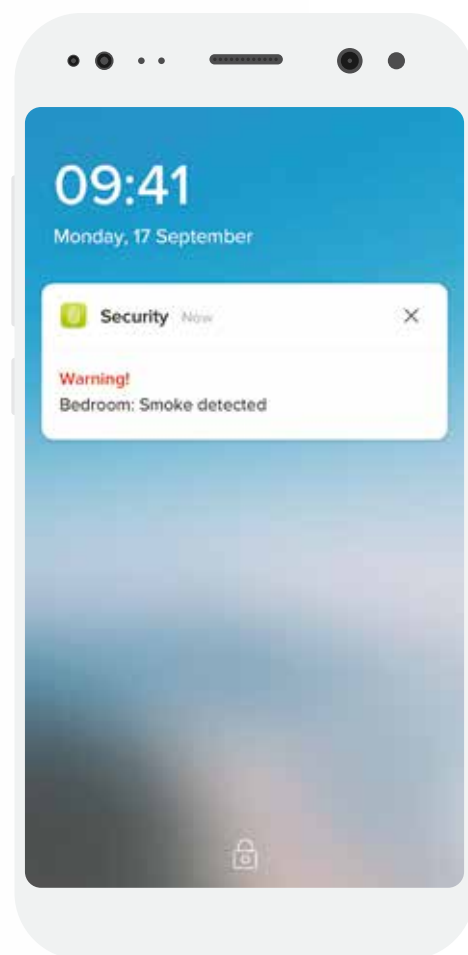 09:41
Monday, 17 September
Security Now
Warning!
Bedroom: Smoke detected